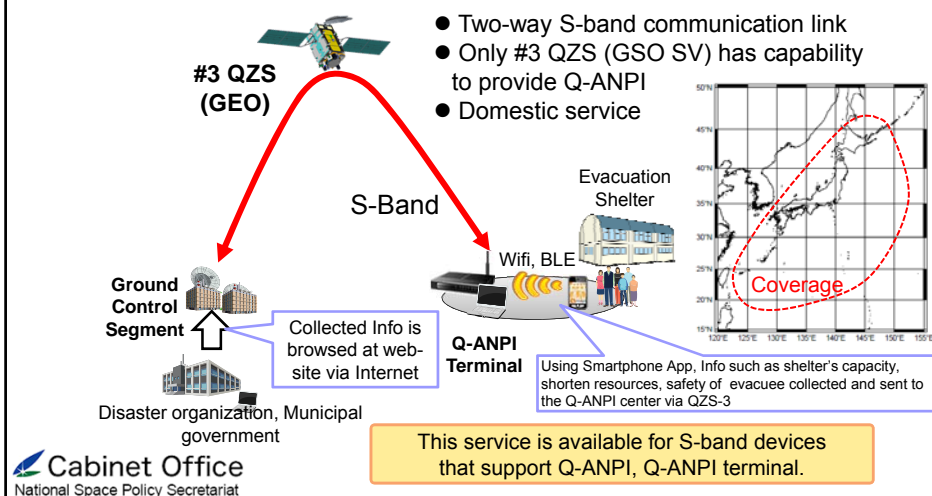 ● Two-way S-band communication link
● Only #3 QZS (GSO SV) has capability
to provide Q-ANPI
● Domestic service
#3 QZS
(GEO)
S-Band
Evacuation
Shelter
Wifi, BLE
Ground
Control
Segment
Collected Info is
browsed at web-
site via Internet
Q-ANPI
Terminal
Disaster organization, Municipal
government
50°N
45°N
40°N
35°N
30°N
25°N
20°N
15°N
120°E 125°E 130°E 135°E 140°E 145°E 150°E 155°E
Coverage
Using Smartphone App, Info such as shelter's capacity,
shorten resources, safety of evacuee collected and sent to
the Q-ANPI center via QZS-3
This service is available for S-band devices
that support Q-ANPI, Q-ANPI terminal.
Cabinet Office
National Space Policy Secretariat